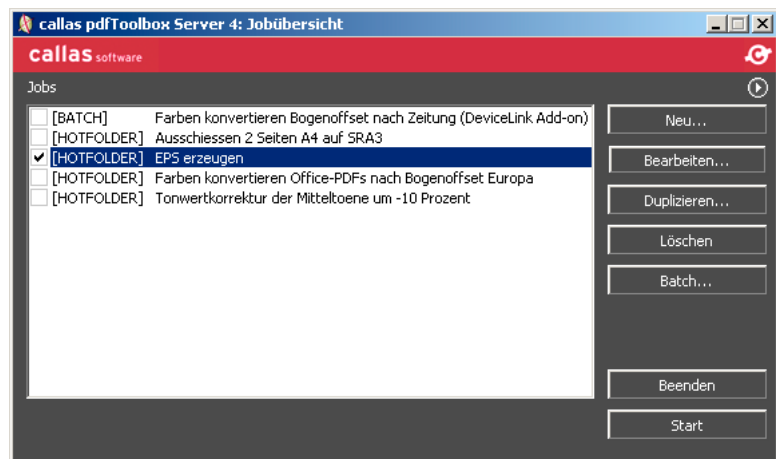 callas pdfToolbox Server 4: Jobübersicht
callas software
Jobs
[BATCH] Farben konvertieren Bogenoffset nach Zeitung (DeviceLink Add-on)
[HOTFOLDER] Ausschiessen 2 Seiten A4 auf SRA3
[HOTFOLDER] EPS erzeugen
[HOTFOLDER] Farben konvertieren Office-PDFs nach Bogenoffset Europa
[HOTFOLDER] Tonwertkorrektur der Mitteltoene um -10 Prozent
Neu...
Bearbeiten...
Duplizieren...
Löschen
Batch...
Beenden
Start